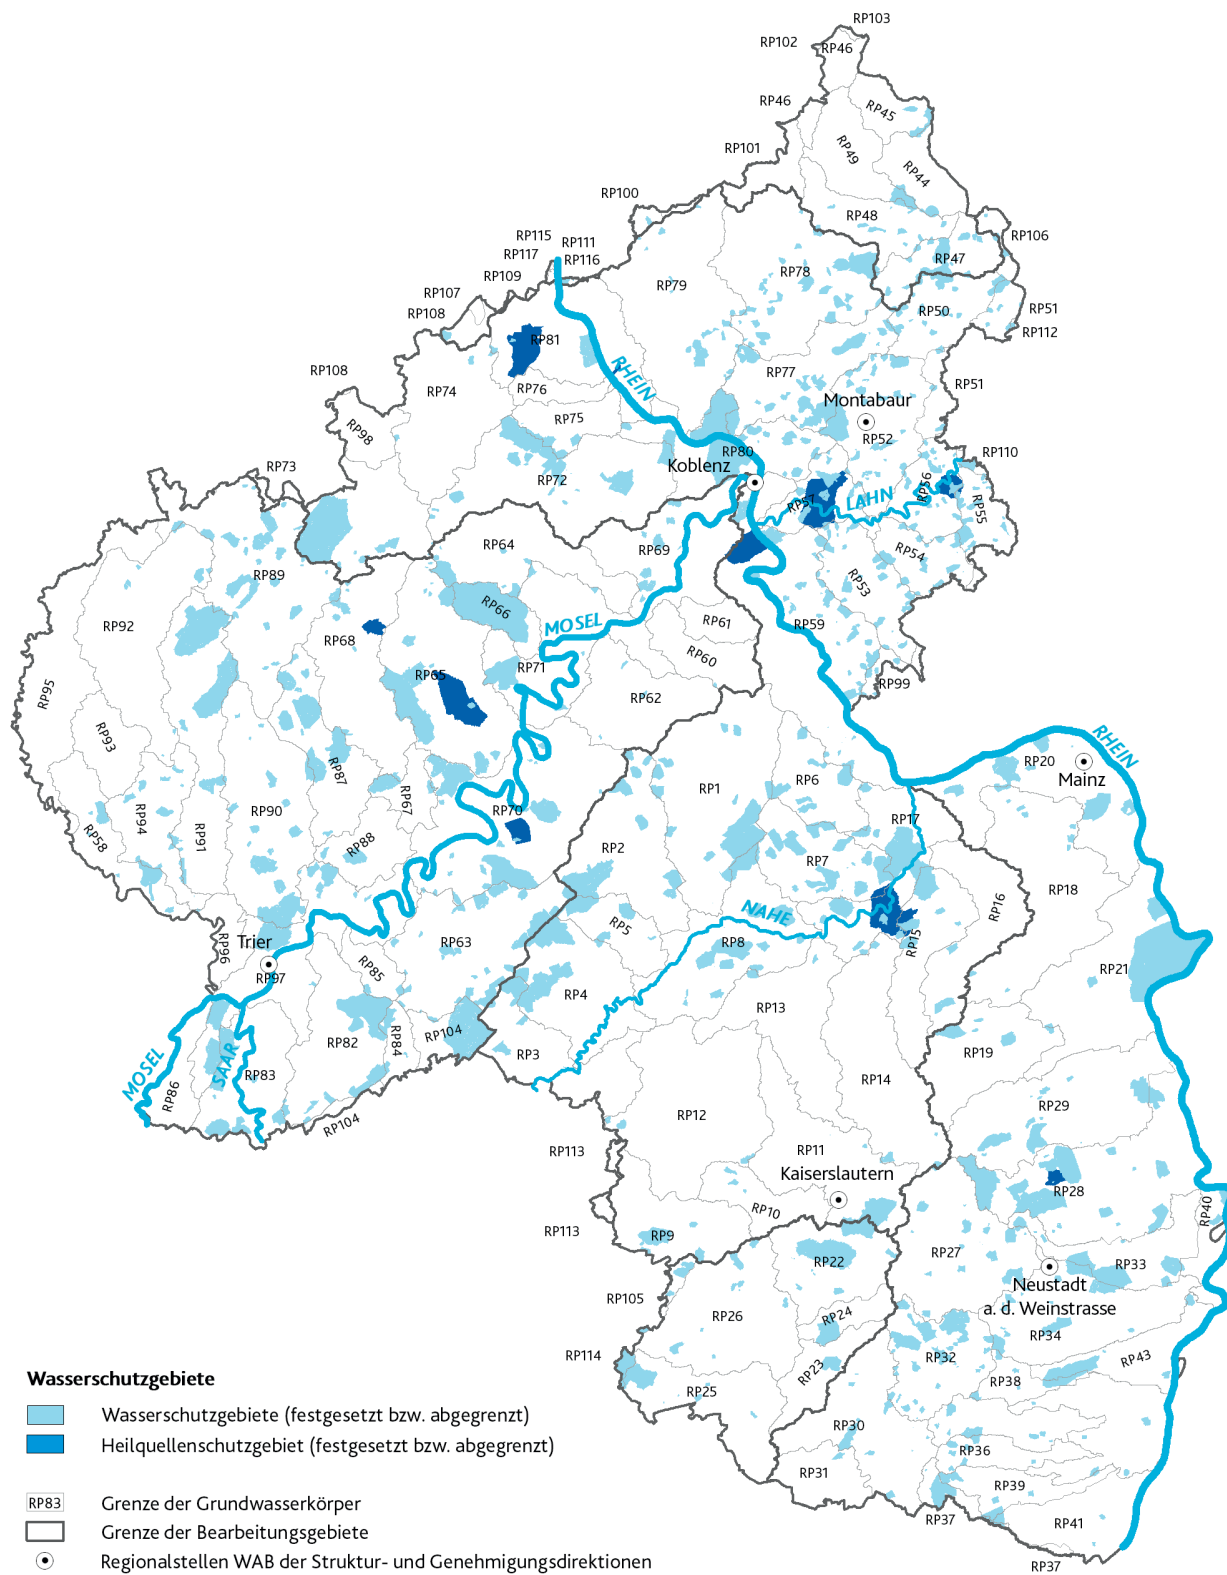 RP103
RP102
RP46
RP46
RP45
RP101
RP49
RP44
RP100
RP48
RP115
RP111
RP106
RP117
RP116
RP47
RP109
RP78
RP79
RP107
RP50
RP51
RP108
RP112
RP81
RHEIN
RP108
RP77
RP74
RP76
RP51
Montabaur
RP75
RP98
RP52
RP80
RP110
Koblenz
RP73
RP72
RP56
LAHN
RP57
RP55
RP64
RP69
RP54
RP89
RP53
RP66
RP92
MOSEL
RP61
RP59
RP68
RP60
RP71
RP65
RP99
RP95
RP62
RP93
RHEIN
RP20
Mainz
RP87
RP6
RP1
RP67
RP90
RP70
RP94
RP17
RP58
RP91
RP88
RP2
RP7
RP18
RP16
NAHE
RP5
Trier
RP96
RP63
RP8
RP15
RP85
RP21
RP97
RP4
RP13
RP104
RP82
RP84
RP3
RP19
MOSEL
SAAR
RP83
RP14
RP86
RP12
RP29
RP104
RP113
RP11
Kaiserslautern
RP28
RP10
RP40
RP113
RP9
RP27
RP22
RP33
Neustadt
a. d. Weinstrasse
RP105
RP26
RP24
RP34
RP114
RP32
RP43
RP23
RP38
RP25
RP30
RP36
RP31
RP39
RP37
RP41
RP37
Wasserschutzgebiete
Wasserschutzgebiete (festgesetzt bzw. abgegrenzt)
Heilquellenschutzgebiet (festgesetzt bzw. abgegrenzt)
RP83 Grenze der Grundwasserkörper
Grenze der Bearbeitungsgebiete
Regionalstellen WAB der Struktur- und Genehmigungsdirektionen